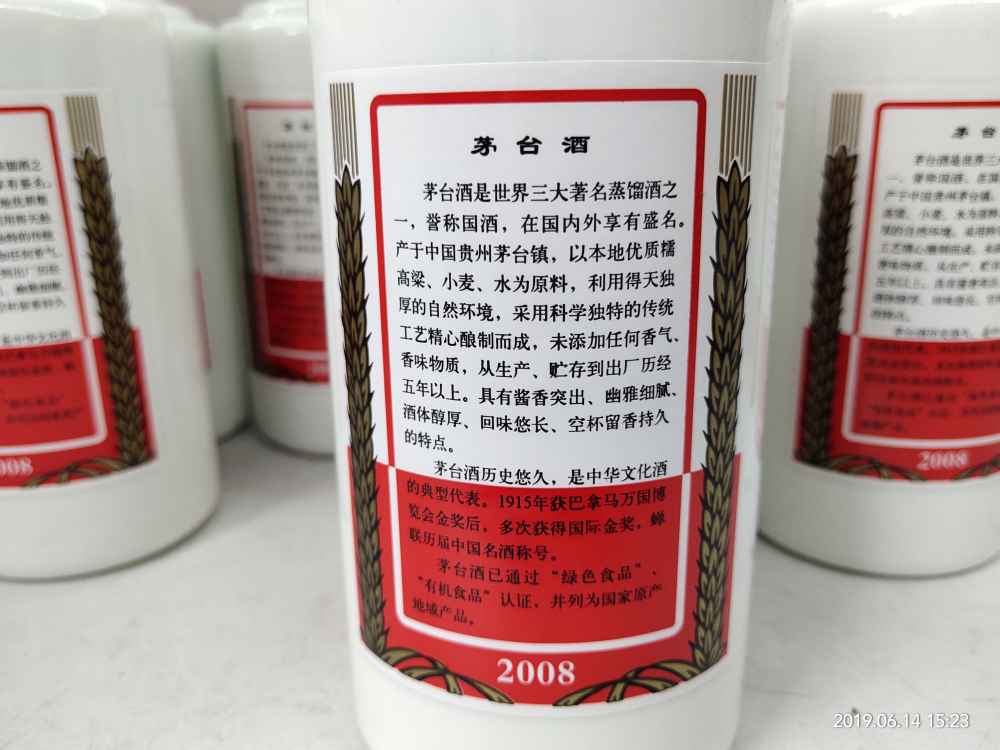 茅台酒
茅台酒是世界三大著名蒸馏酒之
一，誉称国酒，在国内外享有盛名。
产于中国贵州茅台镇，以本地优质糯
高粱、小麦、水为原料，利用得天独
厚的自然环境，采用科学独特的传统
工艺精心酿制而成，未添加任何香气、
香味物质，从生产、贮存到出厂历经
五年以上。具有酱香突出、幽雅细腻、
酒体醇厚、回味悠长、空杯留香持久
的特点。
茅台酒历史悠久，是中华文化酒
的典型代表。1915年获巴拿马万国博
览会金奖后，多次获得国际金奖，蝉
联历届中国名酒称号。
茅台酒已通过“绿色食品”、
“有机食品”认证，并列为国家原产
地域产品。
2008
2008
2019.06.14 15:23